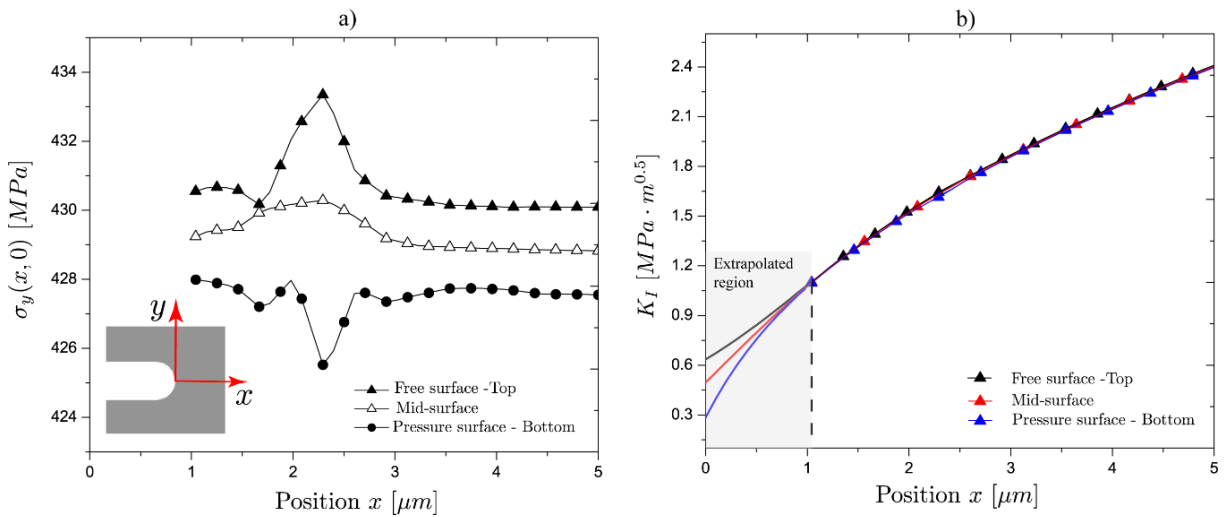 a)
434
432
430
428
426
424
σ_y(x, 0) [MPa]
y
x
Free surface -Top
Mid-surface
Pressure surface - Bottom
0 1 2 3 4 5
Position x [μm]
b)
2.4
2.1
1.8
1.5
1.2
0.9
0.6
0.3
K_I [MPa · m^0.5]
Extrapolated
region
Free surface -Top
Mid-surface
Pressure surface - Bottom
0 1 2 3 4 5
Position x [μm]